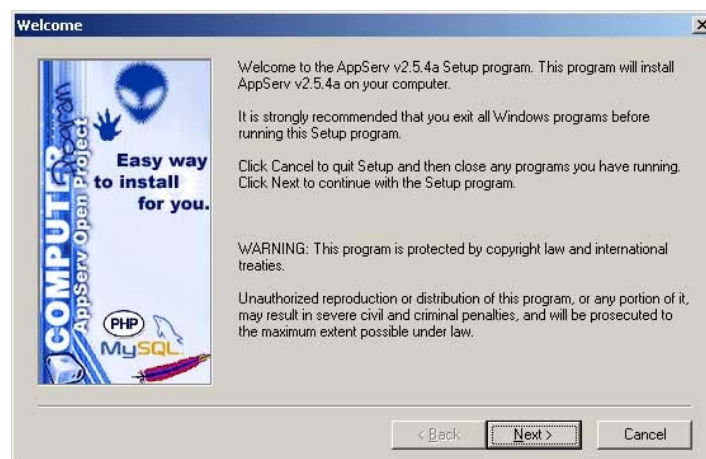 Welcome
Welcome to the AppServ v2.5.4a Setup program. This program will install
AppServ v2.5.4a on your computer.
It is strongly recommended that you exit all Windows programs before
running this Setup program.
Click Cancel to quit Setup and then close any programs you have running.
Click Next to continue with the Setup program.
WARNING: This program is protected by copyright law and international
treaties.
Unauthorized reproduction or distribution of this program, or any portion of it,
may result in severe civil and criminal penalties, and will be prosecuted to
the maximum extent possible under law.
COMPUTER
Program
AppServ Open Project
Easy way
to install
for you.
PHP
MySQL
< Back
Next >
Cancel